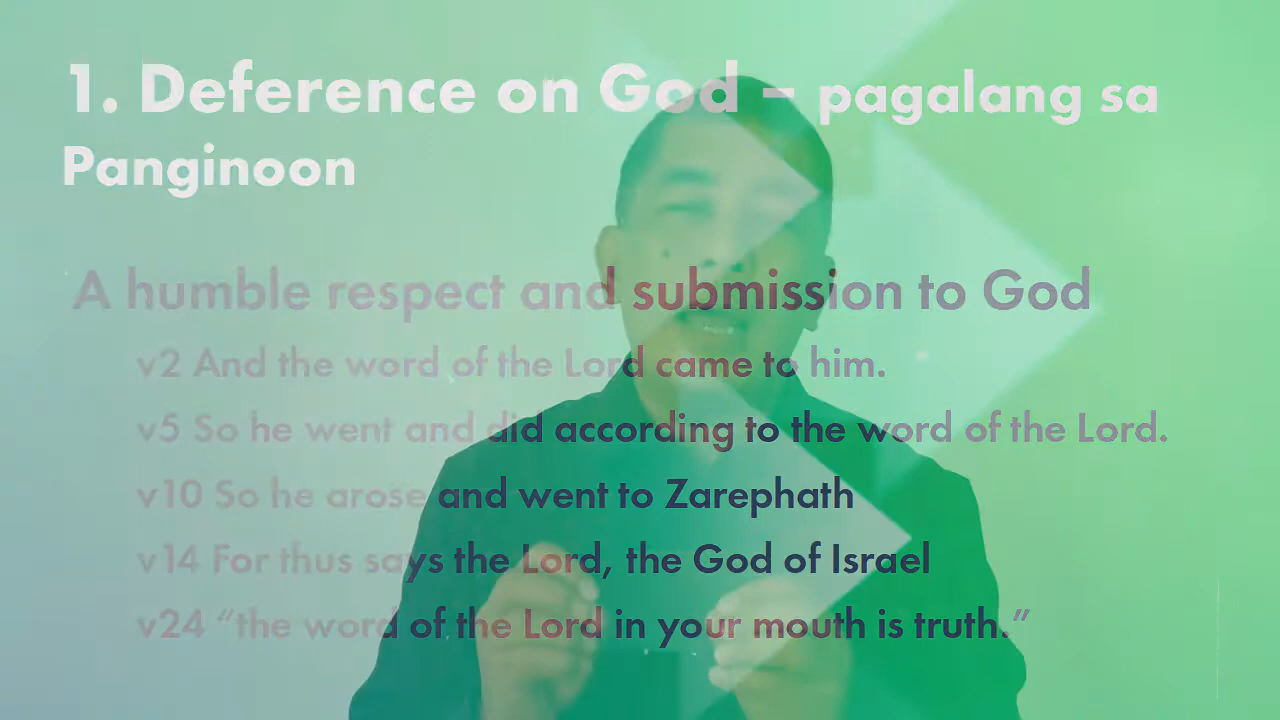 1. Deference on God – pagalang sa
Panginoon
A humble respect and submission to God
v2 And the word of the Lord came to him.
v5 So he went and did according to the word of the Lord.
v10 So he arose and went to Zarephath
v14 For thus says the Lord, the God of Israel
v24 “the word of the Lord in your mouth is truth.”